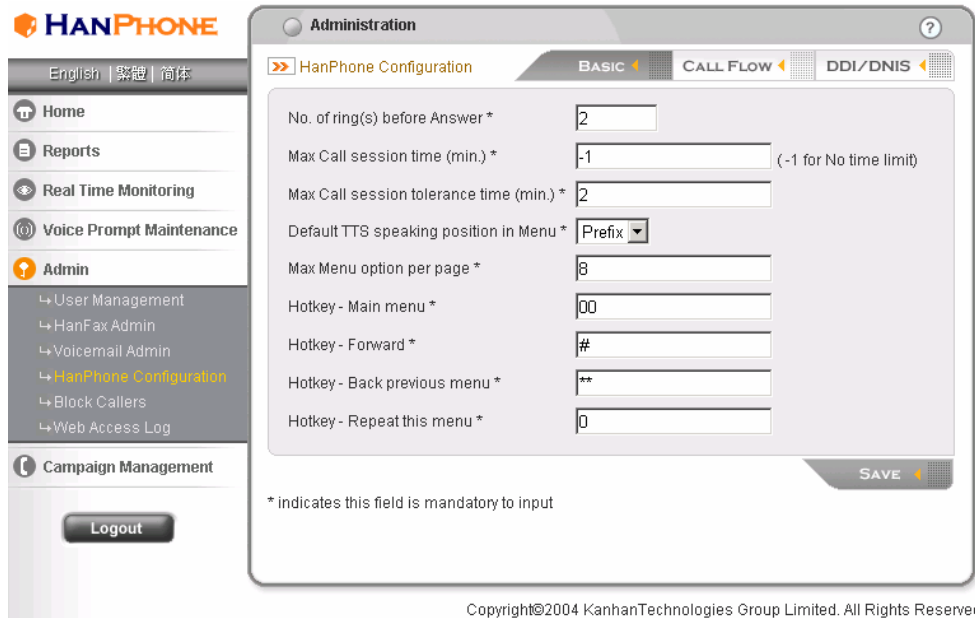 HANPHONE
English | 繁體 | 简体
Home
Reports
Real Time Monitoring
Voice Prompt Maintenance
Admin
User Management
HanFax Admin
Voicemail Admin
HanPhone Configuration
Block Callers
Web Access Log
Campaign Management
Logout
Administration
?
HanPhone Configuration
BASIC
CALL FLOW
DDI/DNIS
No. of ring(s) before Answer * 2
Max Call session time (min.) * -1 ( -1 for No time limit)
Max Call session tolerance time (min.) * 2
Default TTS speaking position in Menu * Prefix
Max Menu option per page * 8
Hotkey - Main menu * 00
Hotkey - Forward * #
Hotkey - Back previous menu * **
Hotkey - Repeat this menu * 0
SAVE
* indicates this field is mandatory to input
Copyright©2004 KanhanTechnologies Group Limited. All Rights Reserve